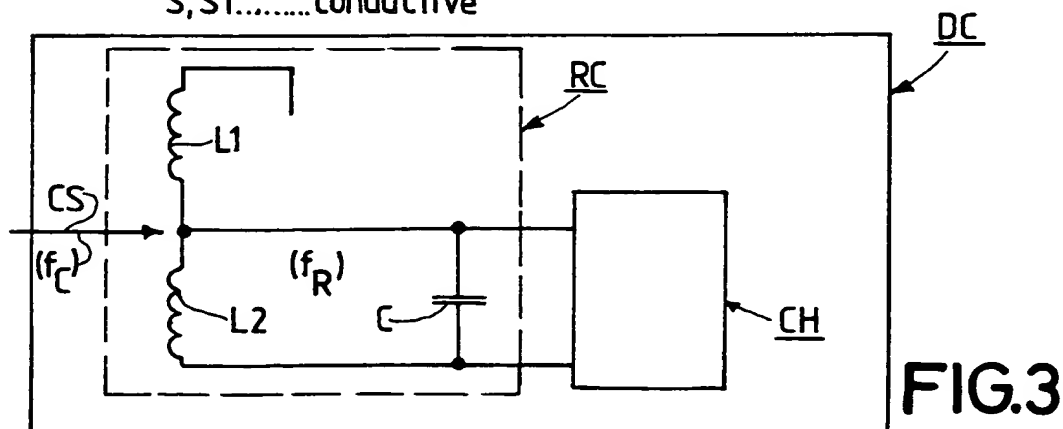 S, S1......... conductive
DC
RC
L1
CS
(fC)
(fR)
L2
C
CH
FIG.3